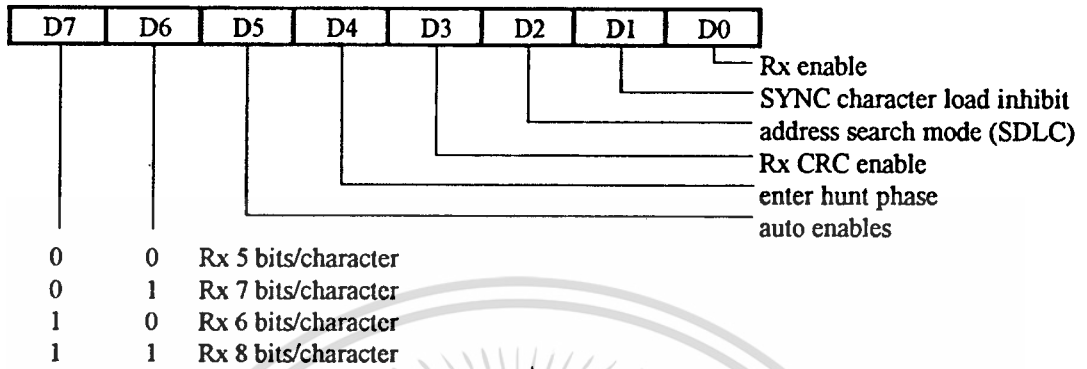 D7 D6 D5 D4 D3 D2 D1 D0
Rx enable
SYNC character load inhibit
address search mode (SDLC)
Rx CRC enable
enter hunt phase
auto enables
0 0 Rx 5 bits/character
0 1 Rx 7 bits/character
1 0 Rx 6 bits/character
1 1 Rx 8 bits/character